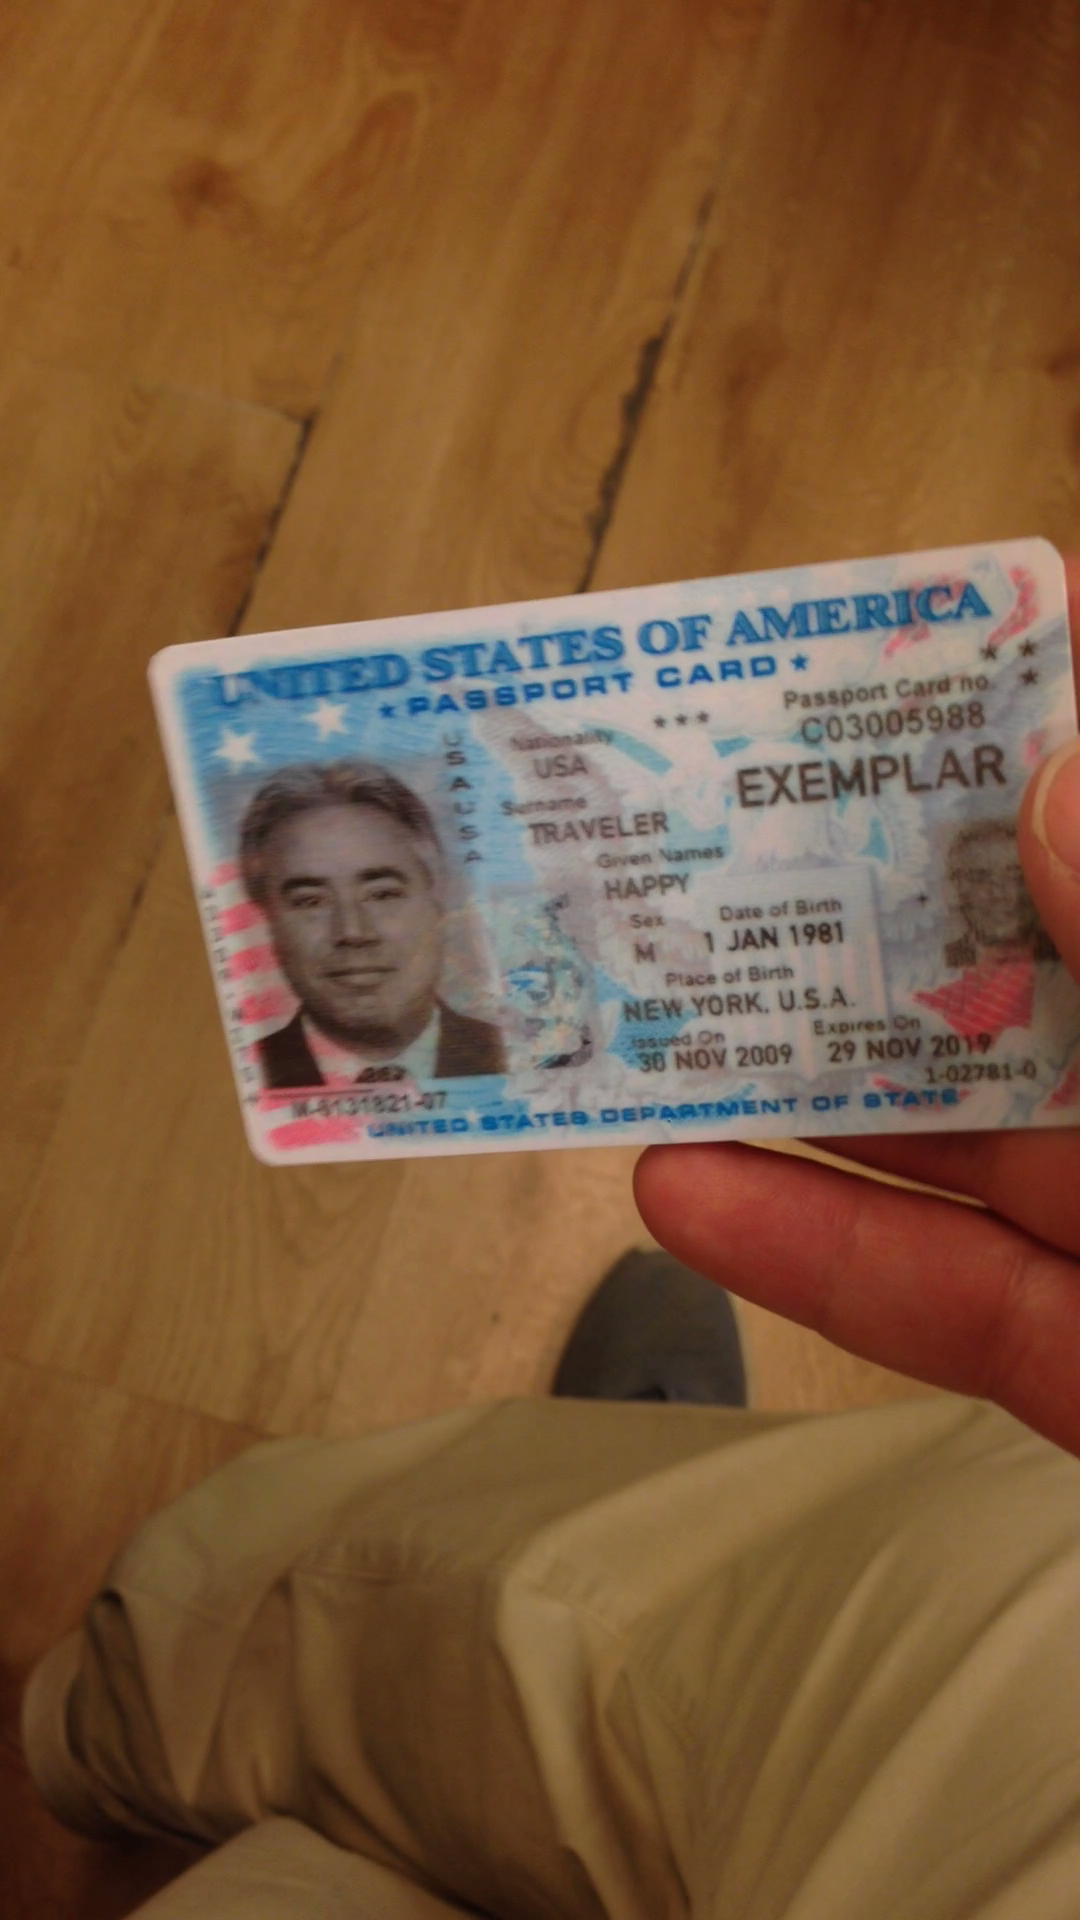 UNITED STATES OF AMERICA
★ PASSPORT CARD ★
Passport Card no.
C03005988
EXEMPLAR
USAUSA
Nationality
USA
Surname
TRAVELER
Given Names
HAPPY
Sex
M
Date of Birth
1 JAN 1981
Place of Birth
NEW YORK, U.S.A.
Issued On
30 NOV 2009
Expires On
29 NOV 2019
1-02781-0
M-6131821-07
UNITED STATES DEPARTMENT OF STATE